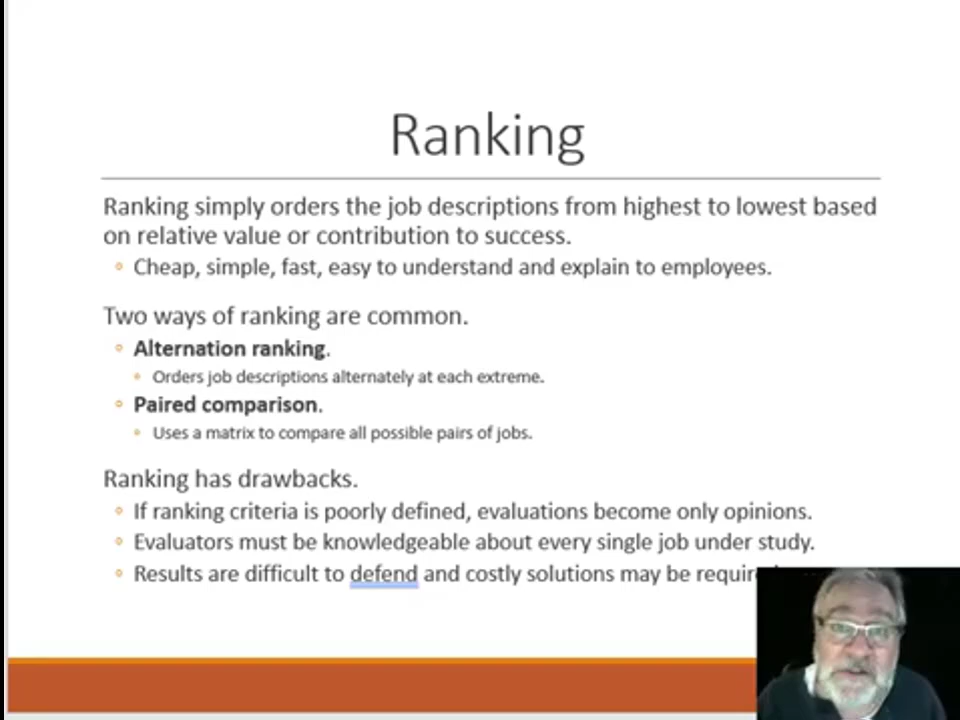 Ranking
Ranking simply orders the job descriptions from highest to lowest based
on relative value or contribution to success.
Cheap, simple, fast, easy to understand and explain to employees.
Two ways of ranking are common.
Alternation ranking.
Orders job descriptions alternately at each extreme.
Paired comparison.
Uses a matrix to compare all possible pairs of jobs.
Ranking has drawbacks.
If ranking criteria is poorly defined, evaluations become only opinions.
Evaluators must be knowledgeable about every single job under study.
Results are difficult to defend and costly solutions may be